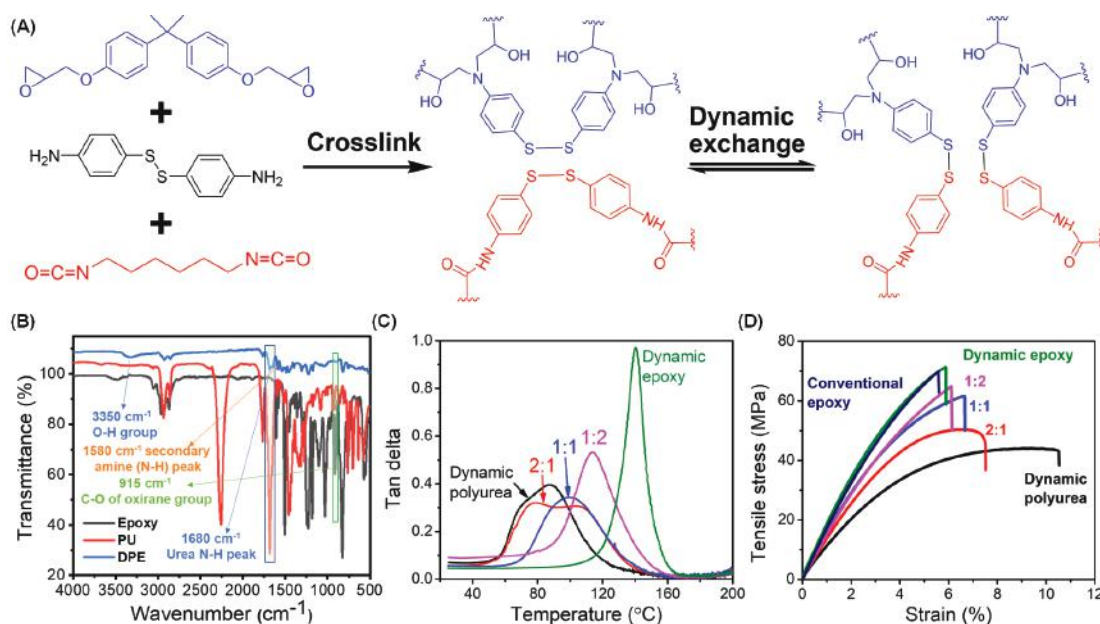 (A)
O
O
O
O
+
H₂N
S
S
NH₂
+
O=C=N
N=C=O
Crosslink
OH
OH
N
N
HO
HO
S
S
S
S
NH
HN
O
O
Dynamic
exchange
OH
OH
N
N
HO
HO
S
S
S
S
NH
HN
O
O
(B)
Transmittance (%)
100
80
60
40
20
3350 cm⁻¹
O-H group
1580 cm⁻¹ secondary
amine (N-H) peak
915 cm⁻¹
C-O of oxirane group
Epoxy
PU
DPE
1680 cm⁻¹
Urea N-H peak
4000 3500 3000 2500 2000 1500 1000 500
Wavenumber (cm⁻¹)
(C)
Tan delta
1.0
0.8
0.6
0.4
0.2
0.0
Dynamic
epoxy
1:1
1:2
Dynamic
polyurea
2:1
40 80 120 160 200
Temperature (°C)
(D)
Tensile stress (MPa)
80
60
40
20
0
Dynamic epoxy
Conventional
epoxy
1:2
1:1
2:1
Dynamic
polyurea
0 2 4 6 8 10 12
Strain (%)